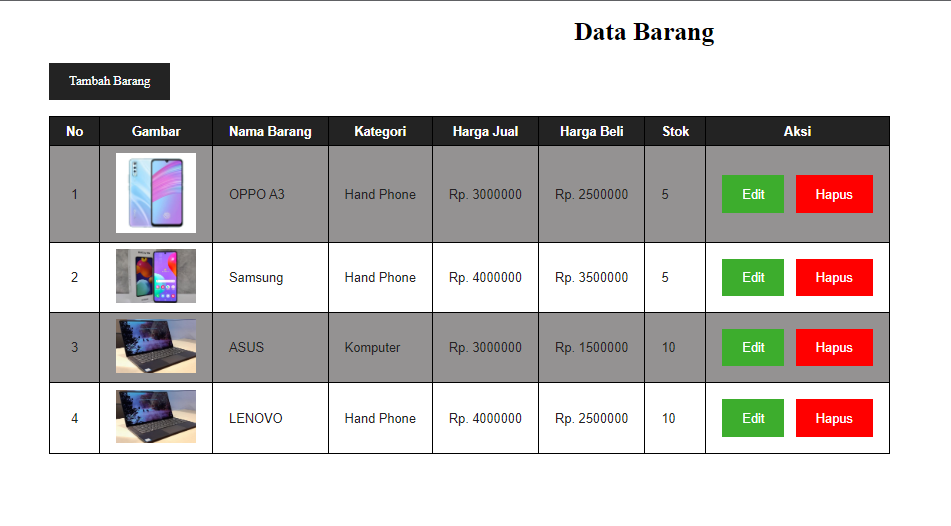 Data Barang
Tambah Barang
No Gambar Nama Barang Kategori Harga Jual Harga Beli Stok Aksi
1 OPPO A3 Hand Phone Rp. 3000000 Rp. 2500000 5 Edit Hapus
2 Samsung Hand Phone Rp. 4000000 Rp. 3500000 5 Edit Hapus
3 ASUS Komputer Rp. 3000000 Rp. 1500000 10 Edit Hapus
4 LENOVO Hand Phone Rp. 4000000 Rp. 2500000 10 Edit Hapus